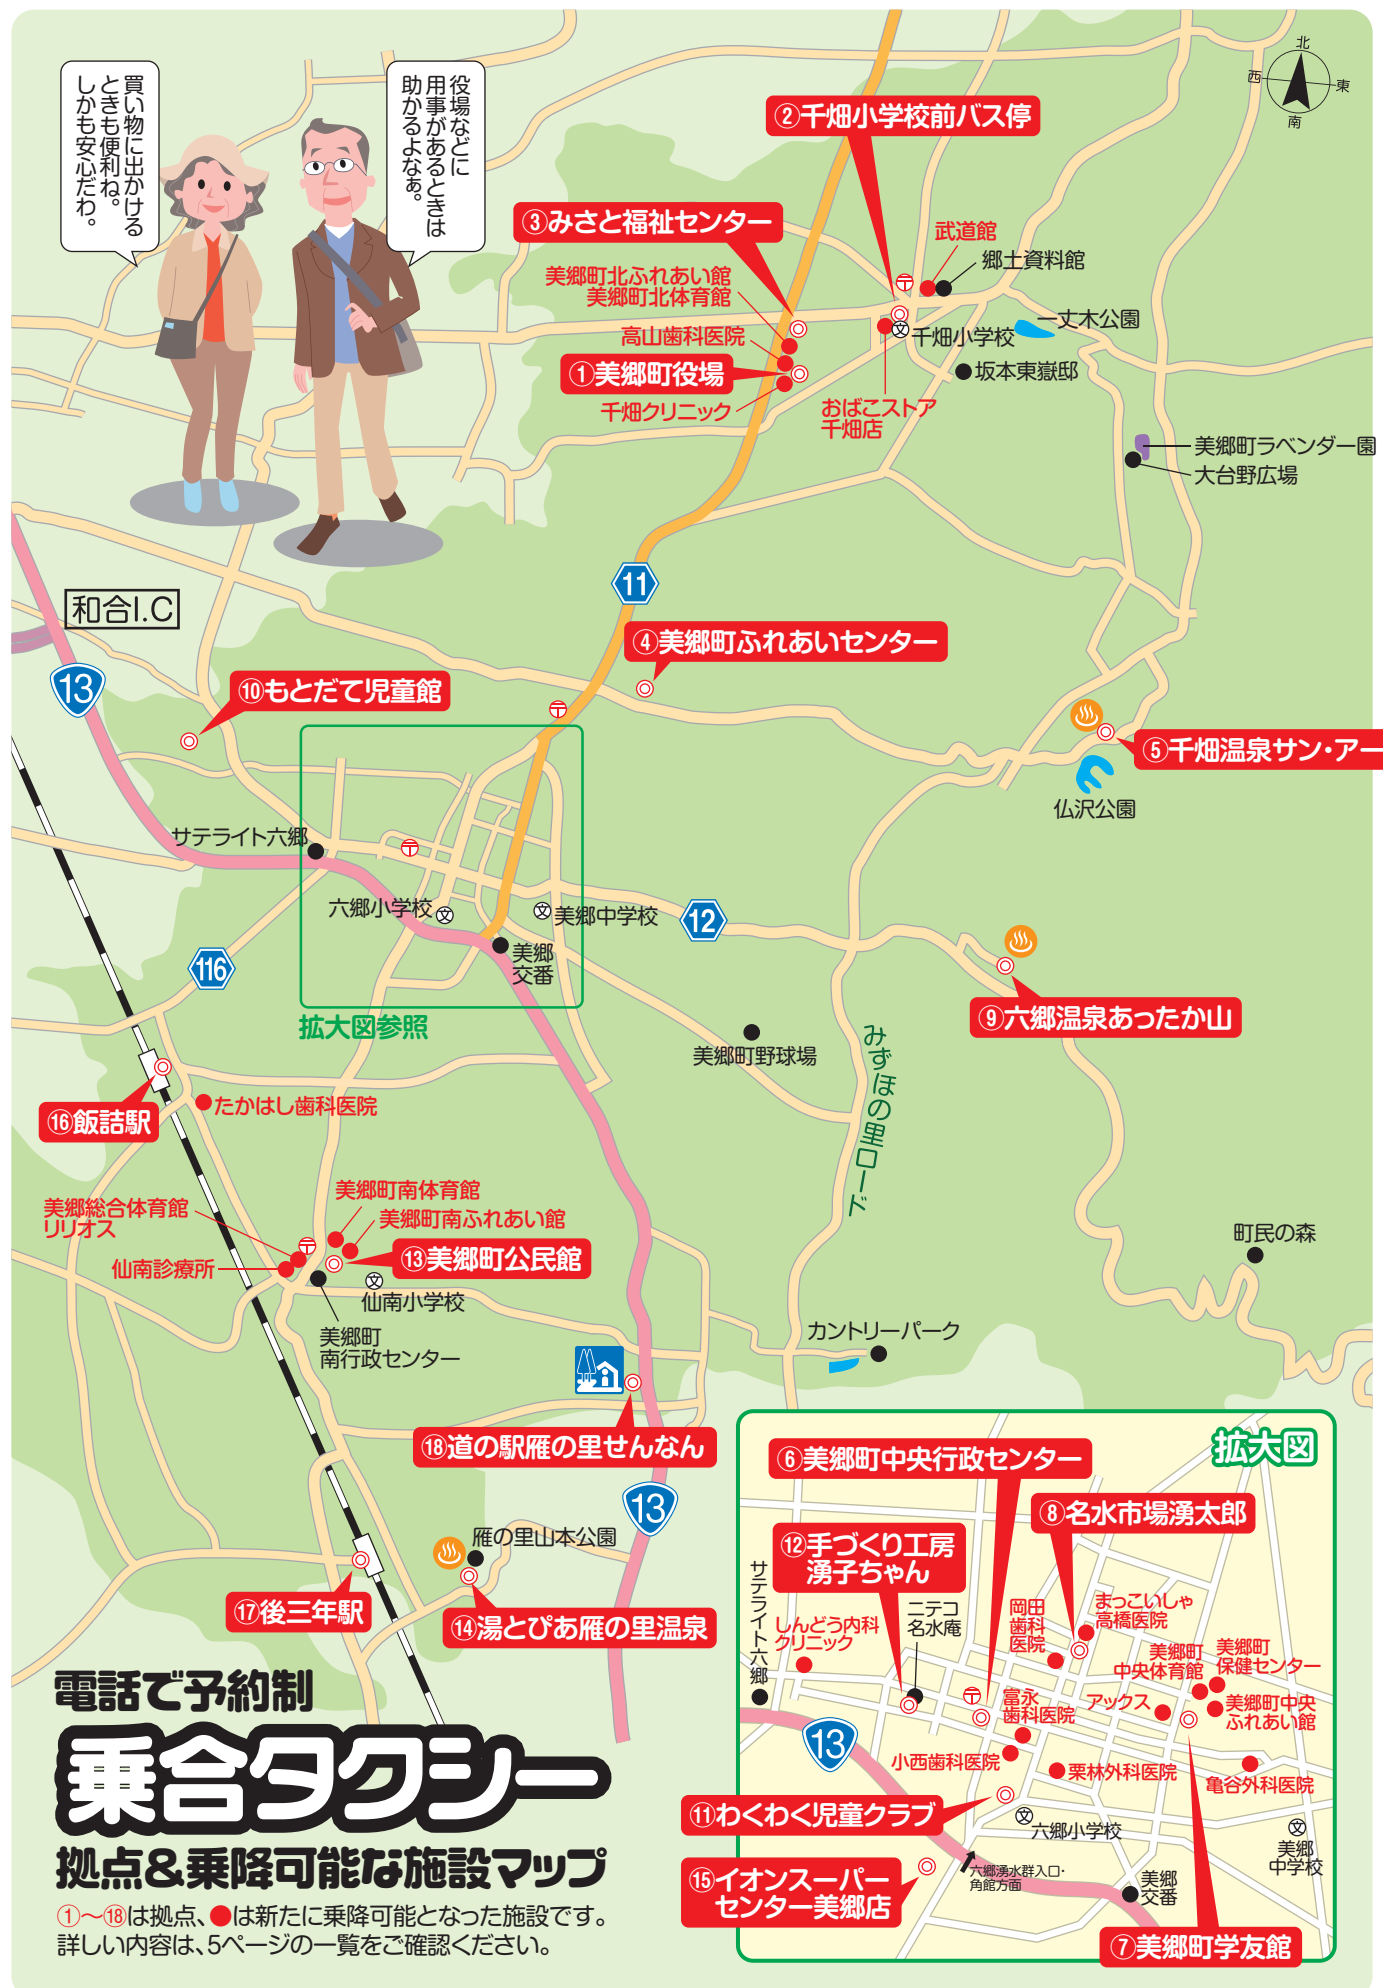 買い物に出かける
ときも便利ね。
しかも安心だわ。
役場などに
用事があるときは
助かるよなぁ。
北
西
東
南
②千畑小学校前バス停
③みさと福祉センター
武道館
郷土資料館
美郷町北ふれあい館
美郷町北体育館
高山歯科医院
①美郷町役場
千畑クリニック
〒
文
千畑小学校
一丈木公園
坂本東嶽邸
おばこストア
千畑店
美郷町ラベンダー園
大台野広場
11
和合I.C
13
④美郷町ふれあいセンター
⑩もとだて児童館
〒
⑤千畑温泉サン・アー
仏沢公園
サテライト六郷
〒
六郷小学校
文
文
美郷中学校
12
美郷
交番
116
拡大図参照
⑨六郷温泉あったか山
美郷町野球場
みずほの里ロード
⑯飯詰駅
たかはし歯科医院
美郷町南体育館
美郷総合体育館
リリオス
美郷町南ふれあい館
〒
⑬美郷町公民館
仙南診療所
文
仙南小学校
美郷町
南行政センター
町民の森
カントリーパーク
⑱道の駅雁の里せんなん
13
雁の里山本公園
⑰後三年駅
⑭湯とぴあ雁の里温泉
拡大図
⑥美郷町中央行政センター
⑧名水市場湧太郎
⑫手づくり工房
湧子ちゃん
サテライト六郷
しんどう内科
クリニック
ニテコ
名水庵
岡田
歯科
医院
まっこいしゃ
高橋医院
美郷町
中央体育館
美郷町
保健センター
〒
富永
歯科医院
アックス
美郷町中央
ふれあい館
13
小西歯科医院
栗林外科医院
亀谷外科医院
⑪わくわく児童クラブ
文
六郷小学校
文
美郷
中学校
⑮イオンスーパー
センター美郷店
六郷湧水群入口・
角館方面
美郷
交番
⑦美郷町学友館
電話で予約制
乗合タクシー
拠点&乗降可能な施設マップ
①～⑱は拠点、●は新たに乗降可能となった施設です。
詳しい内容は、5ページの一覧をご確認ください。